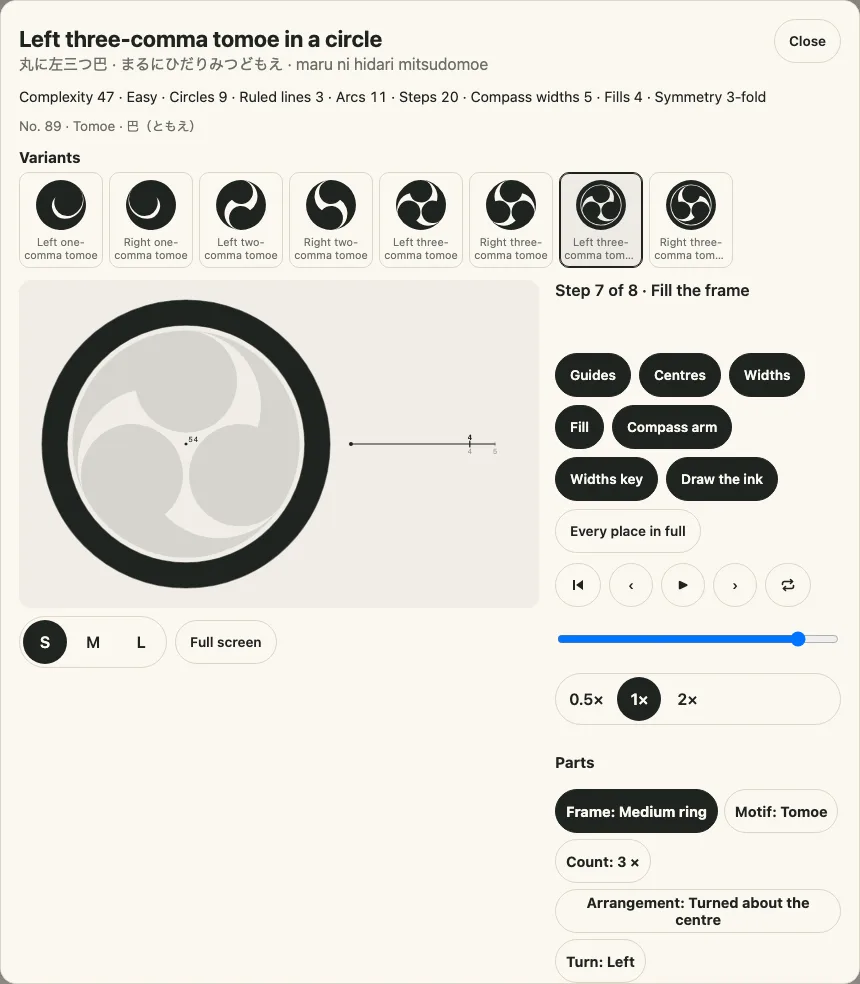 Left three-comma tomoe in a circle
Close
丸に左三つ巴 · まるにひだりみつどもえ · maru ni hidari mitsudomoe
Complexity 47 · Easy · Circles 9 · Ruled lines 3 · Arcs 11 · Steps 20 · Compass widths 5 · Fills 4 · Symmetry 3-fold
No. 89 · Tomoe · 巴（ともえ）
Variants
Left one-
comma tomoe
Right one-
comma tomoe
Left two-
comma tomoe
Right two-
comma tomoe
Left three-
comma tomoe
Right three-
comma tomoe
Left three-
comma tom…
Right three-
comma tom…
54
4
4
5
S
M
L
Full screen
Step 7 of 8 · Fill the frame
Guides
Centres
Widths
Fill
Compass arm
Widths key
Draw the ink
Every place in full
0.5×
1×
2×
Parts
Frame: Medium ring
Motif: Tomoe
Count: 3 ×
Arrangement: Turned about the
centre
Turn: Left